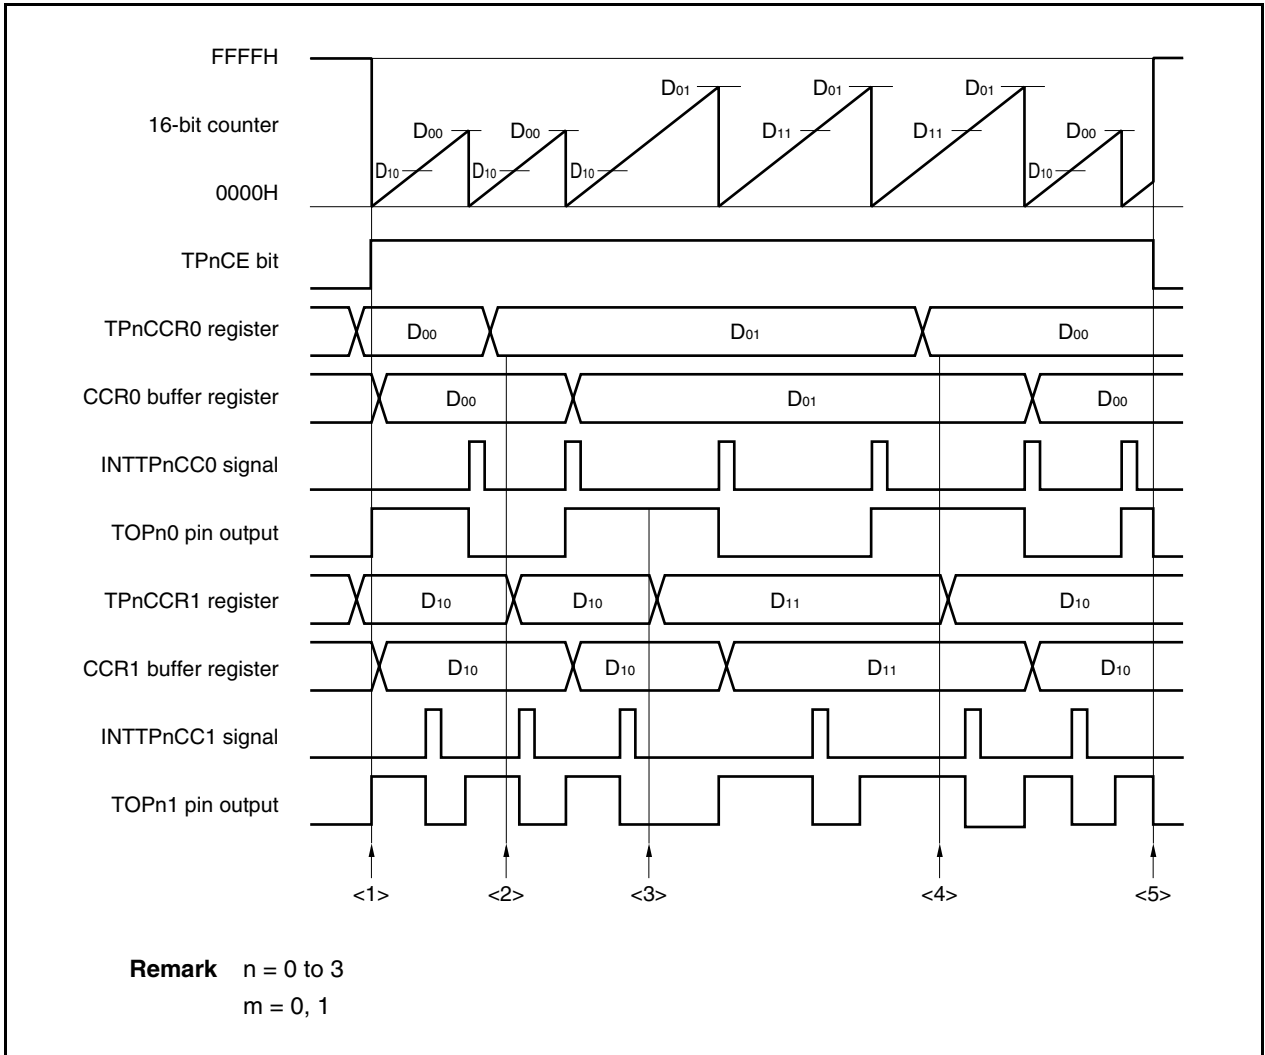 FFFFH
16-bit counter
0000H
D01 D01 D01
D00 D00 D11 D11 D00
D10 D10 D10 D10
TPnCE bit
TPnCCR0 register D00 D01 D00
CCR0 buffer register D00 D01 D00
INTTPnCC0 signal
TOPn0 pin output
TPnCCR1 register D10 D10 D11 D10
CCR1 buffer register D10 D10 D11 D10
INTTPnCC1 signal
TOPn1 pin output
<1> <2> <3> <4> <5>
Remark n = 0 to 3
m = 0, 1